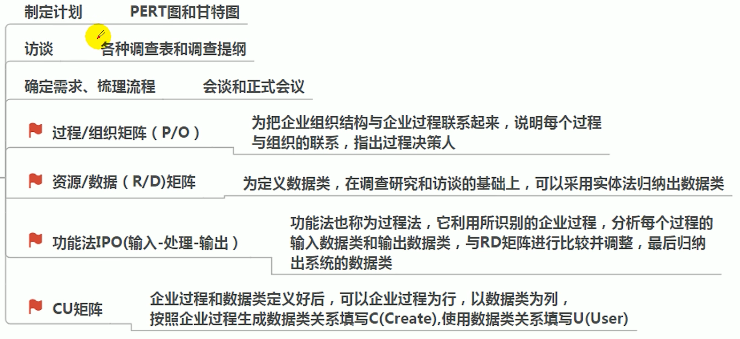 制定计划 PERT图和甘特图
访谈 各种调查表和调查提纲
确定需求、梳理流程 会谈和正式会议
过程/组织矩阵（P/O） 为把企业组织结构与企业过程联系起来，说明每个过程
与组织的联系，指出过程决策人
资源/数据（R/D)矩阵 为定义数据类，在调查研究和访谈的基础上，可以采用实体法归纳出数据类
功能法IPO(输入-处理-输出） 功能法也称为过程法，它利用所识别的企业过程，分析每个过程的
输入数据类和输出数据类，与RD矩阵进行比较并调整，最后归纳
出系统的数据类
CU矩阵 企业过程和数据类定义好后，可以企业过程为行，以数据类为列，
按照企业过程生成数据类关系填写C(Create),使用数据类关系填写U(User)